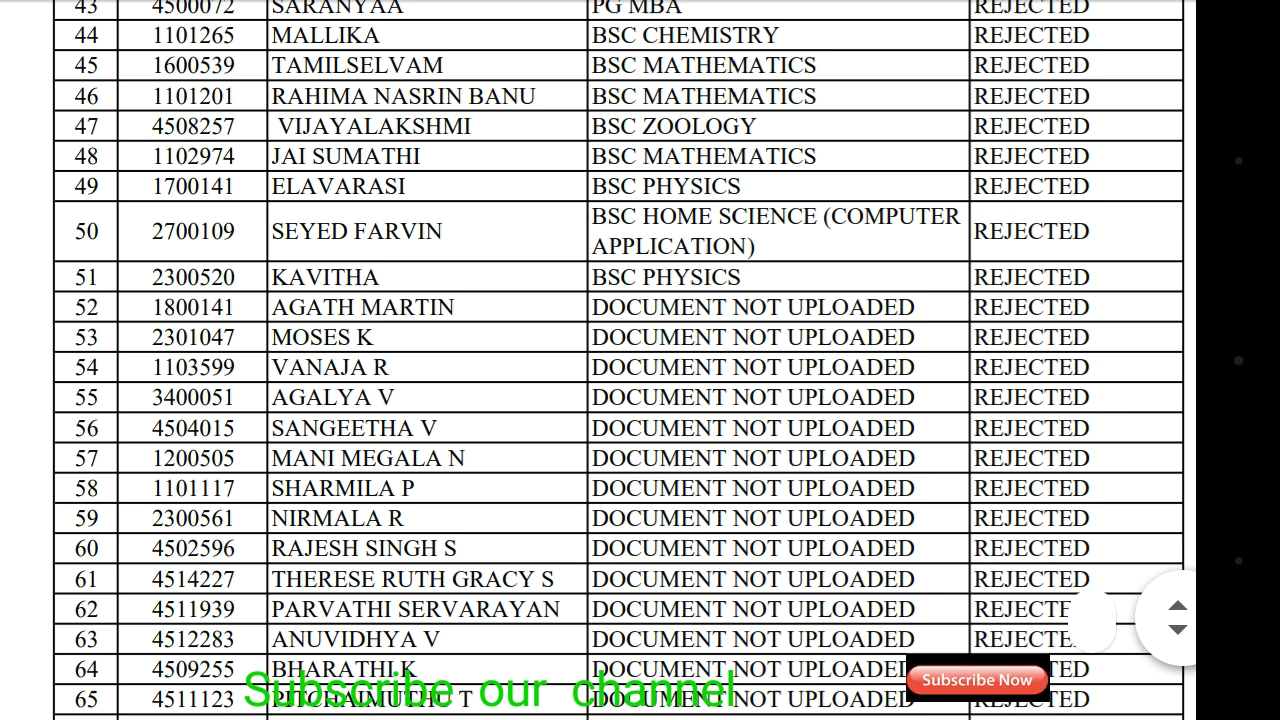 43 4500072 SARANYAA PG MBA REJECTED
44 1101265 MALLIKA BSC CHEMISTRY REJECTED
45 1600539 TAMILSELVAM BSC MATHEMATICS REJECTED
46 1101201 RAHIMA NASRIN BANU BSC MATHEMATICS REJECTED
47 4508257 VIJAYALAKSHMI BSC ZOOLOGY REJECTED
48 1102974 JAI SUMATHI BSC MATHEMATICS REJECTED
49 1700141 ELAVARASI BSC PHYSICS REJECTED
50 2700109 SEYED FARVIN BSC HOME SCIENCE (COMPUTER
APPLICATION) REJECTED
51 2300520 KAVITHA BSC PHYSICS REJECTED
52 1800141 AGATH MARTIN DOCUMENT NOT UPLOADED REJECTED
53 2301047 MOSES K DOCUMENT NOT UPLOADED REJECTED
54 1103599 VANAJA R DOCUMENT NOT UPLOADED REJECTED
55 3400051 AGALYA V DOCUMENT NOT UPLOADED REJECTED
56 4504015 SANGEETHA V DOCUMENT NOT UPLOADED REJECTED
57 1200505 MANI MEGALA N DOCUMENT NOT UPLOADED REJECTED
58 1101117 SHARMILA P DOCUMENT NOT UPLOADED REJECTED
59 2300561 NIRMALA R DOCUMENT NOT UPLOADED REJECTED
60 4502596 RAJESH SINGH S DOCUMENT NOT UPLOADED REJECTED
61 4514227 THERESE RUTH GRACY S DOCUMENT NOT UPLOADED REJECTED
62 4511939 PARVATHI SERVARAYAN DOCUMENT NOT UPLOADED REJECTE
63 4512283 ANUVIDHYA V DOCUMENT NOT UPLOADED REJECTE
64 4509255 BHARATHI K DOCUMENT NOT UPLOADED TED
Subscribe our channel Subscribe Now
65 4511123 T DOCUMENT NOT UPLOADED REJECTED